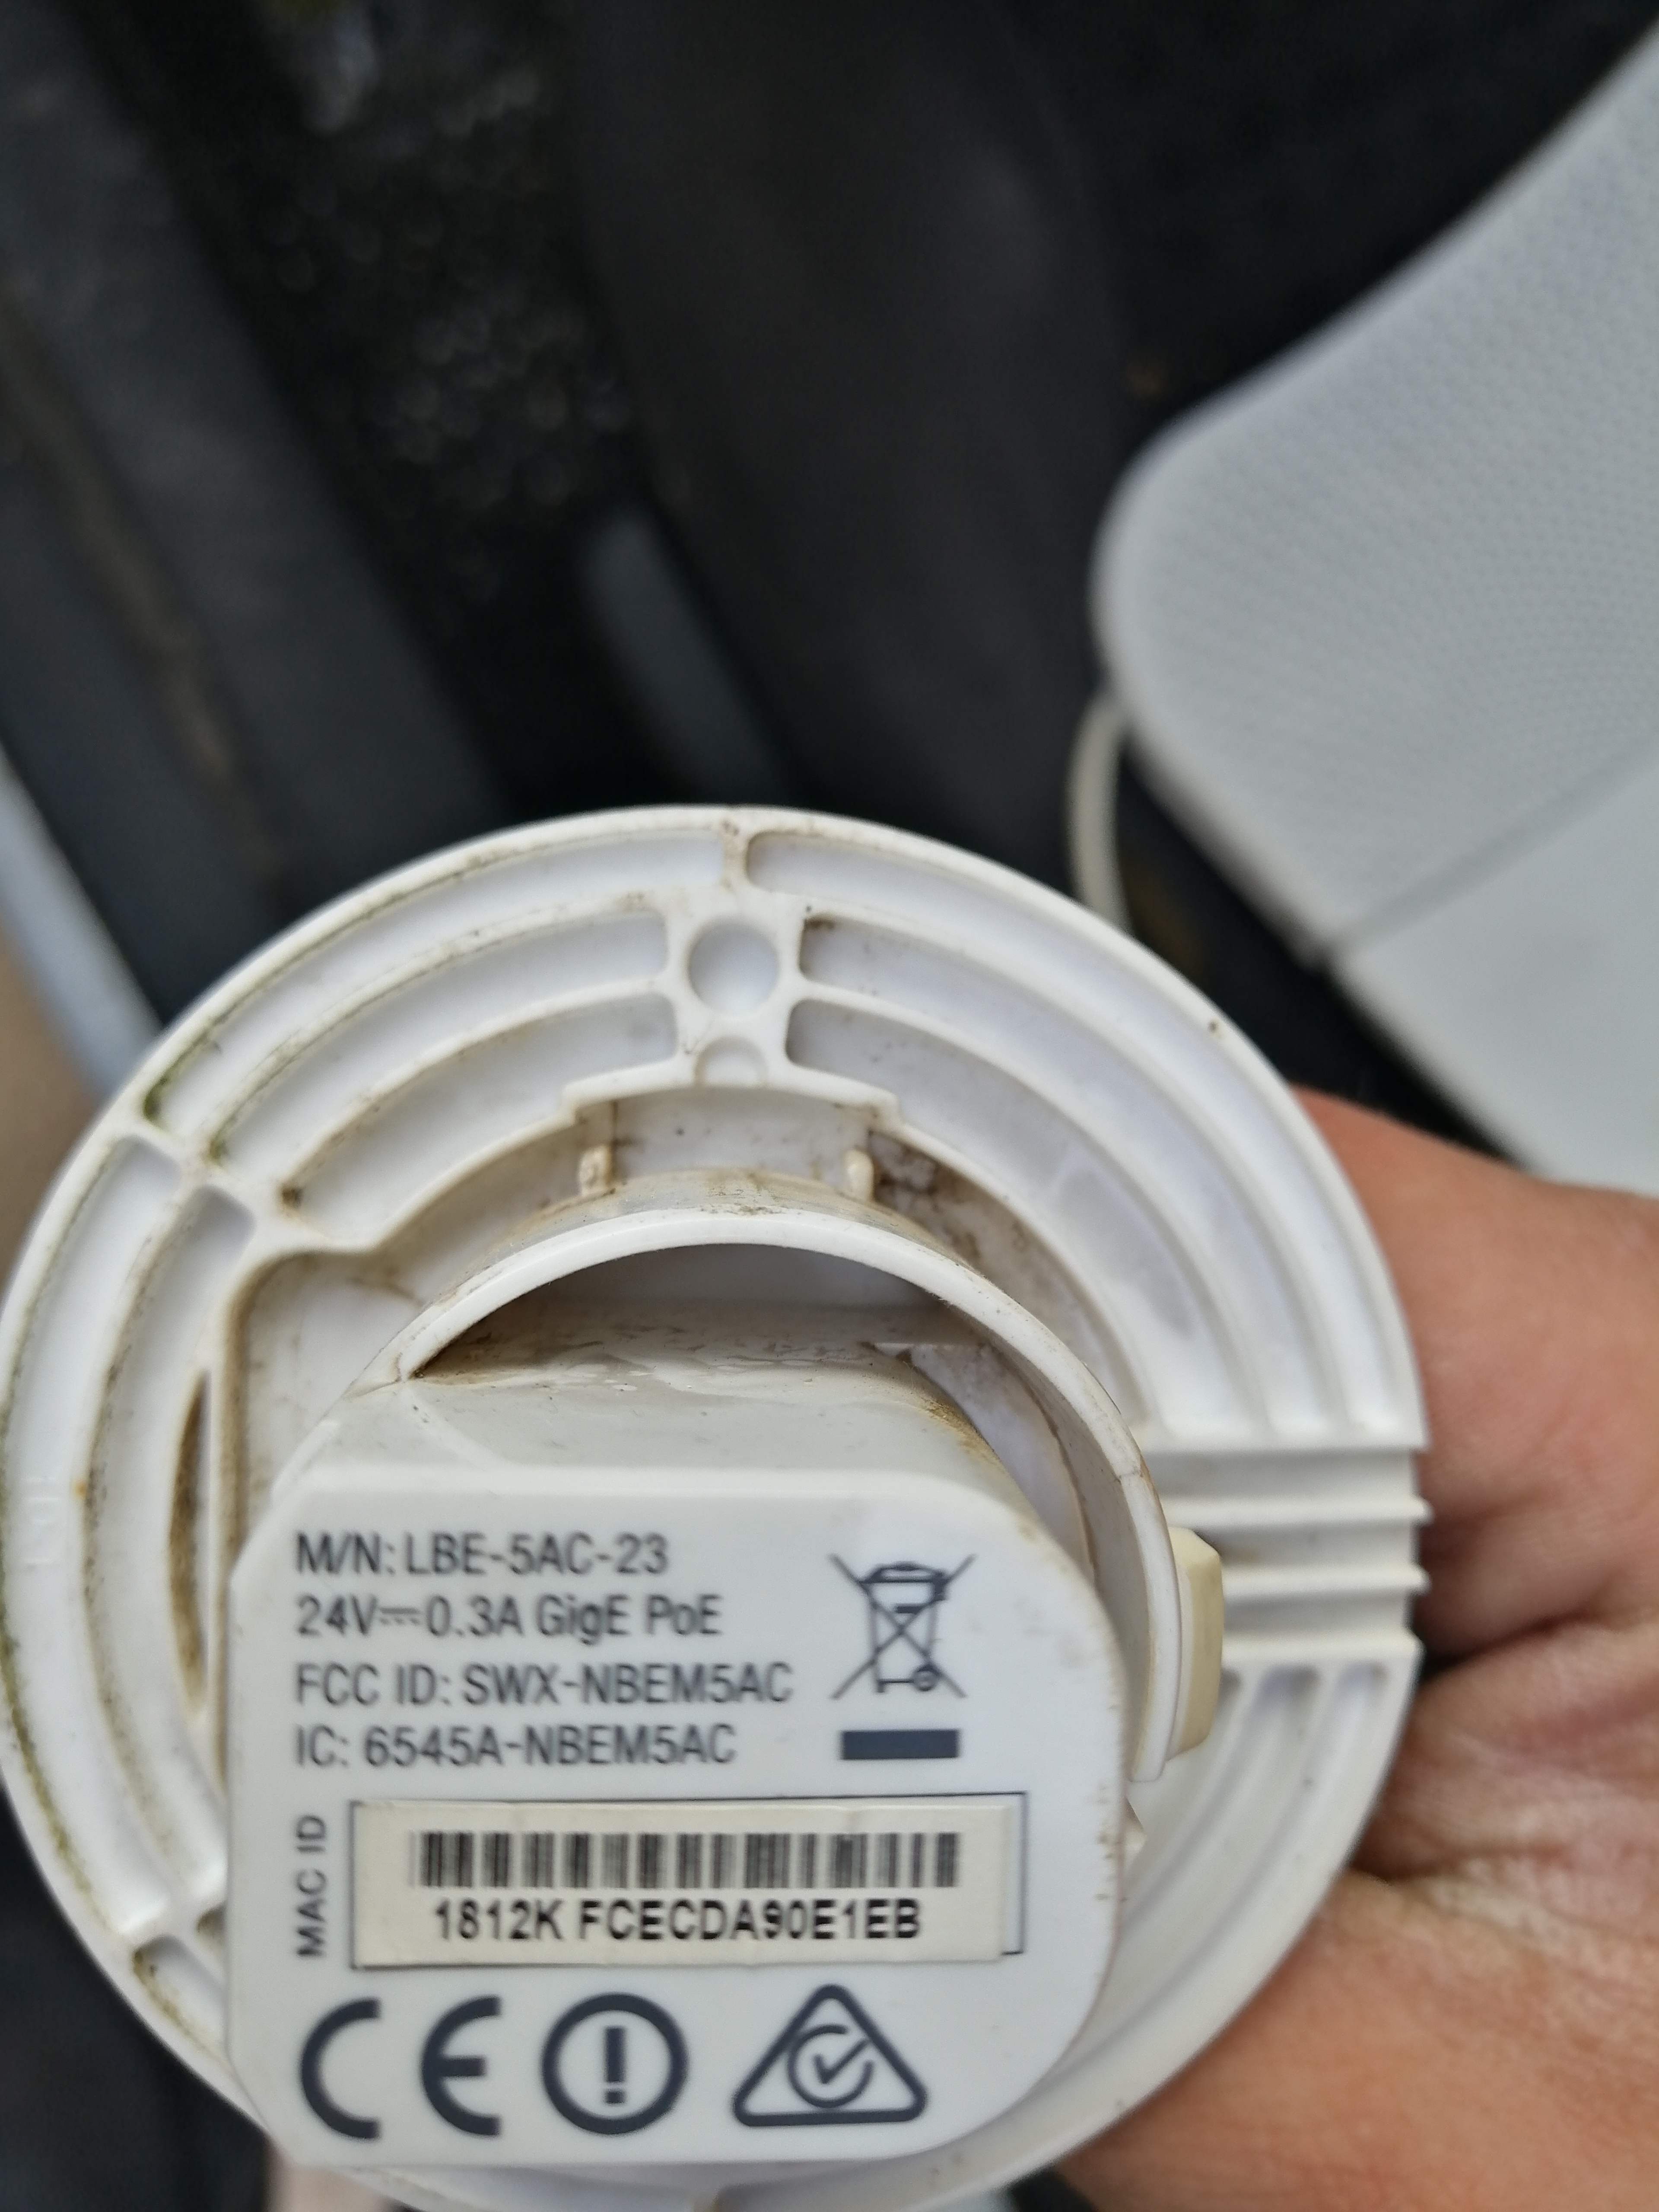 M/N: LBE-5AC-23
24V⎓0.3A GigE PoE
FCC ID: SWX-NBEM5AC
IC: 6545A-NBEM5AC
MAC ID
1812K FCECDA90E1EB
CE